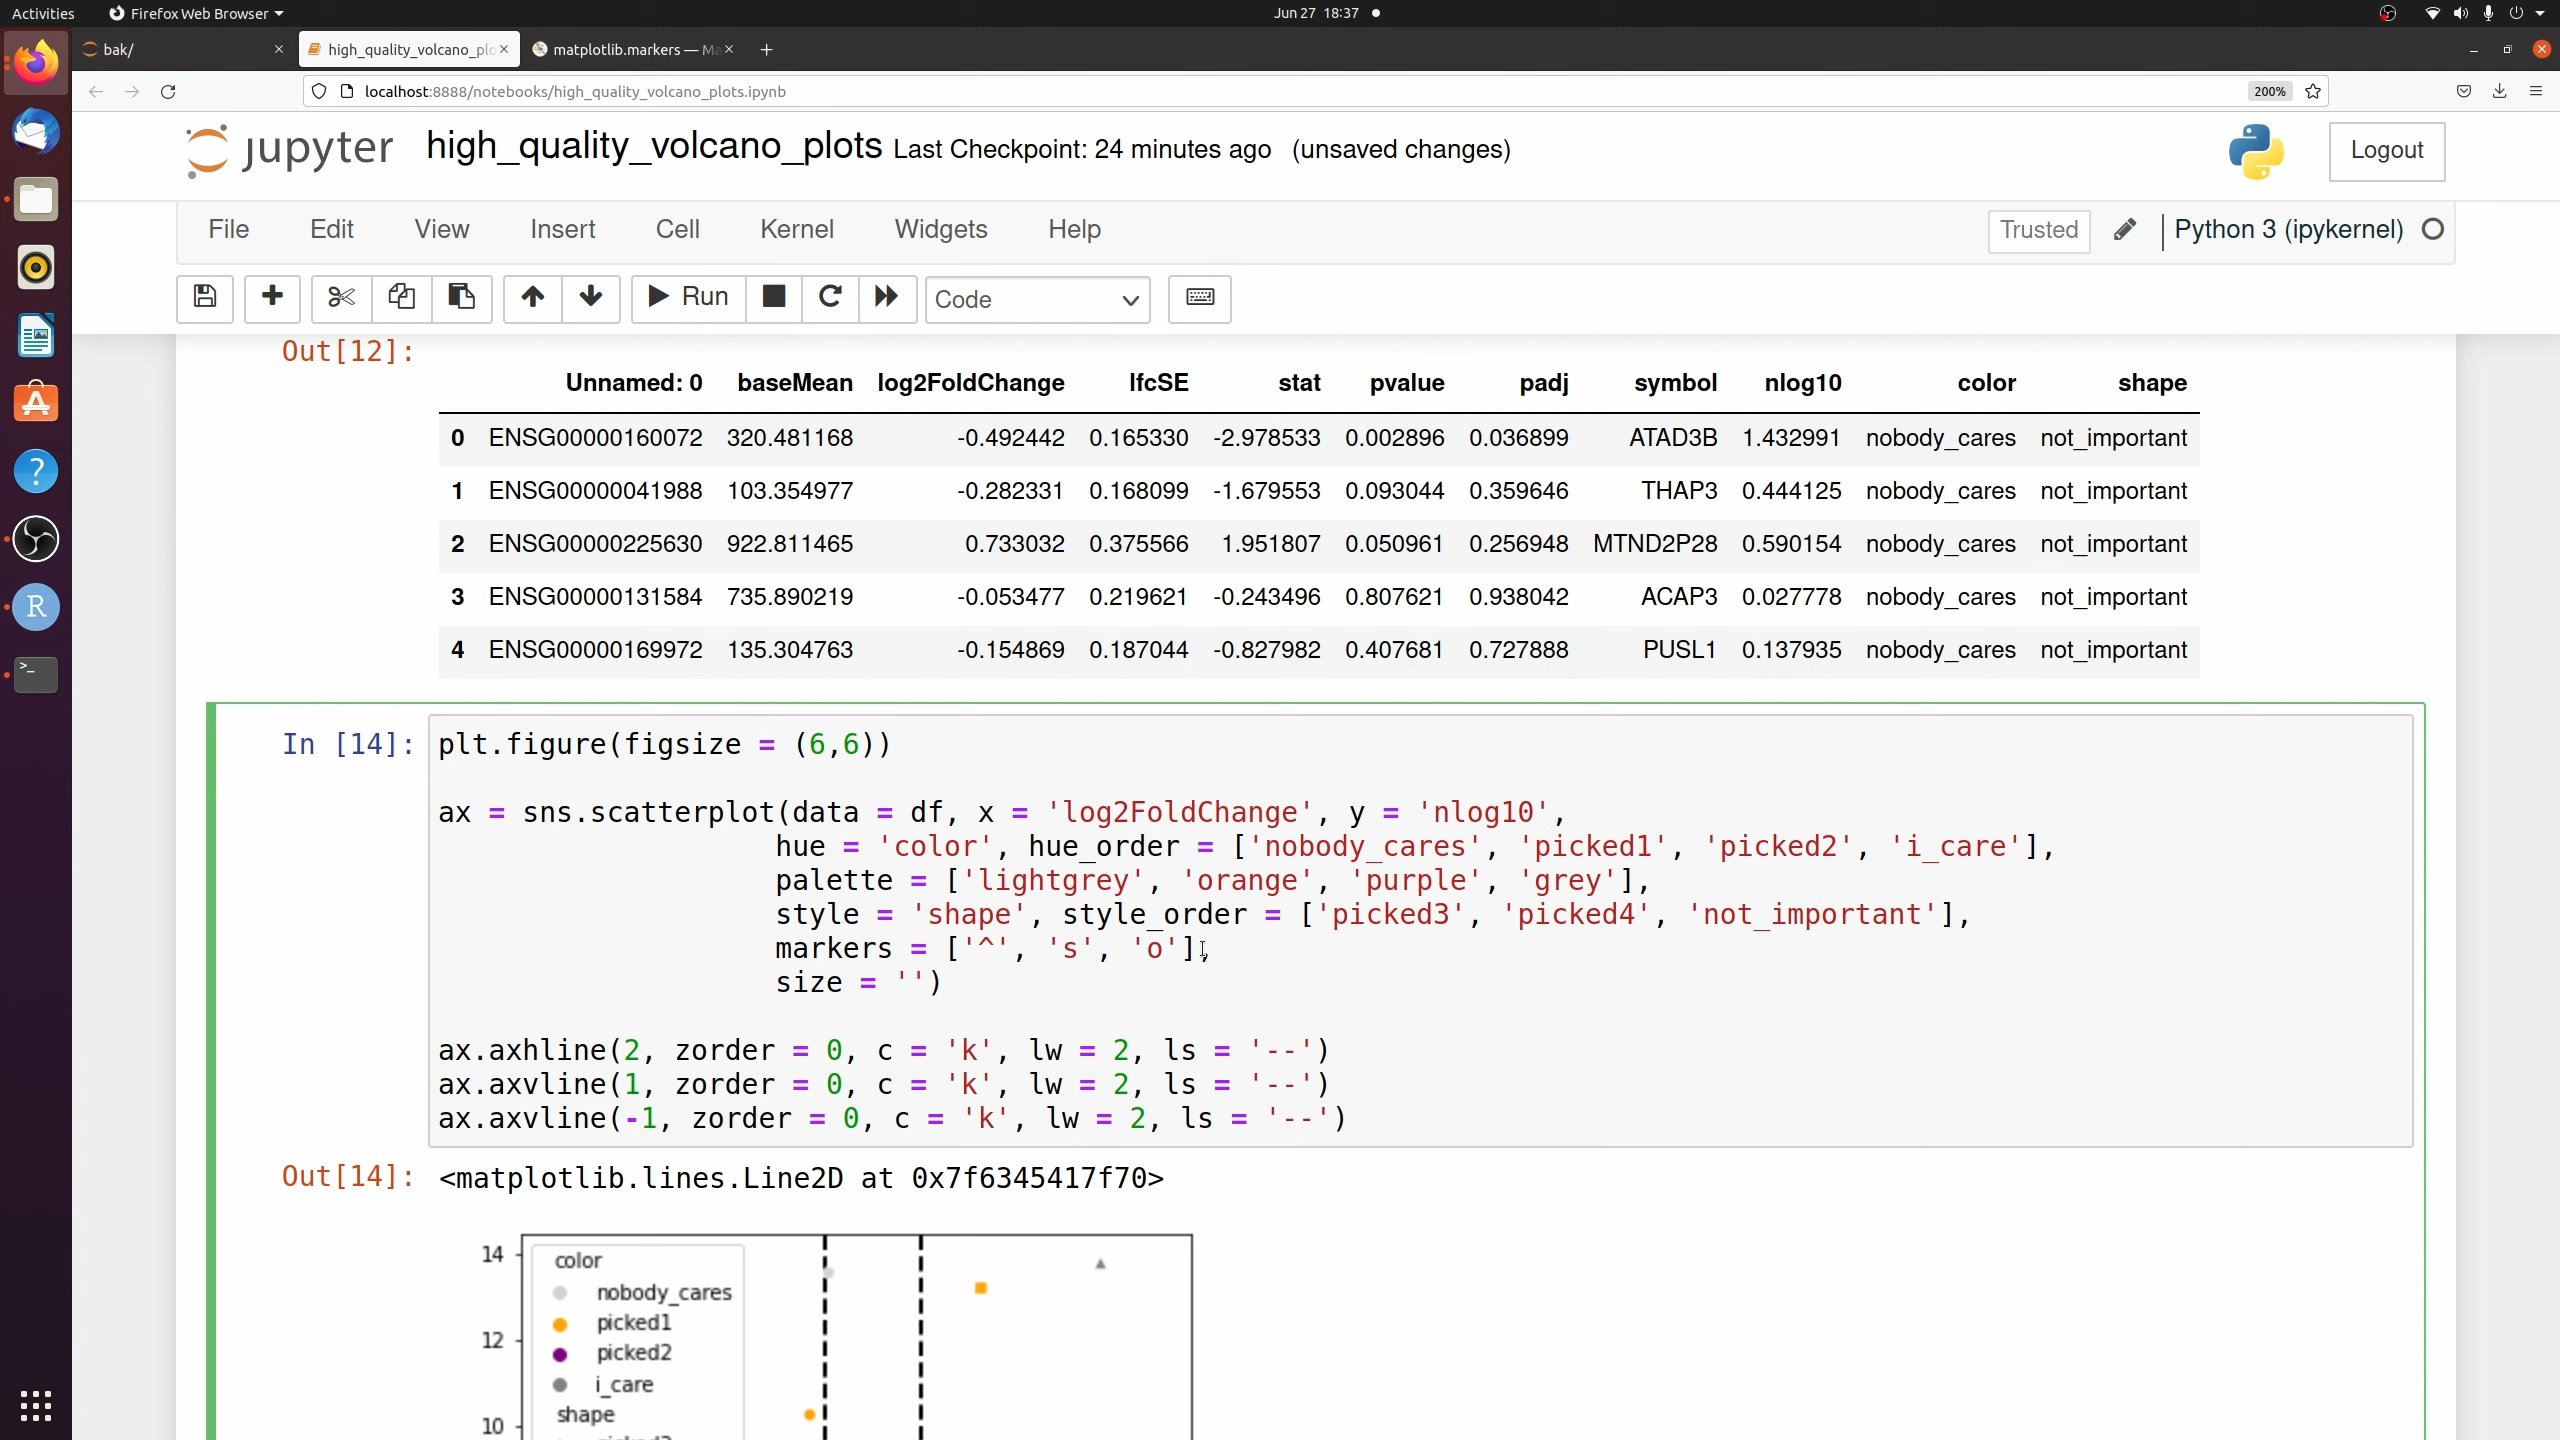 Activities
Firefox Web Browser
Jun 27 18:37
bak/
high_quality_volcano_plo
matplotlib.markers — Ma
localhost:8888/notebooks/high_quality_volcano_plots.ipynb
200%
jupyter
high_quality_volcano_plots Last Checkpoint: 24 minutes ago (unsaved changes)
Logout
File Edit View Insert Cell Kernel Widgets Help
Trusted
Python 3 (ipykernel)
Run
Code
Out[12]:
Unnamed: 0 baseMean log2FoldChange lfcSE stat pvalue padj symbol nlog10 color shape
0 ENSG00000160072 320.481168 -0.492442 0.165330 -2.978533 0.002896 0.036899 ATAD3B 1.432991 nobody_cares not_important
1 ENSG00000041988 103.354977 -0.282331 0.168099 -1.679553 0.093044 0.359646 THAP3 0.444125 nobody_cares not_important
2 ENSG00000225630 922.811465 0.733032 0.375566 1.951807 0.050961 0.256948 MTND2P28 0.590154 nobody_cares not_important
3 ENSG00000131584 735.890219 -0.053477 0.219621 -0.243496 0.807621 0.938042 ACAP3 0.027778 nobody_cares not_important
4 ENSG00000169972 135.304763 -0.154869 0.187044 -0.827982 0.407681 0.727888 PUSL1 0.137935 nobody_cares not_important
In [14]:
plt.figure(figsize = (6,6))
ax = sns.scatterplot(data = df, x = 'log2FoldChange', y = 'nlog10',
hue = 'color', hue_order = ['nobody_cares', 'picked1', 'picked2', 'i_care'],
palette = ['lightgrey', 'orange', 'purple', 'grey'],
style = 'shape', style_order = ['picked3', 'picked4', 'not_important'],
markers = ['^', 's', 'o'],
size = '')
ax.axhline(2, zorder = 0, c = 'k', lw = 2, ls = '--')
ax.axvline(1, zorder = 0, c = 'k', lw = 2, ls = '--')
ax.axvline(-1, zorder = 0, c = 'k', lw = 2, ls = '--')
Out[14]:
<matplotlib.lines.Line2D at 0x7f6345417f70>
14
12
10
color
nobody_cares
picked1
picked2
i_care
shape